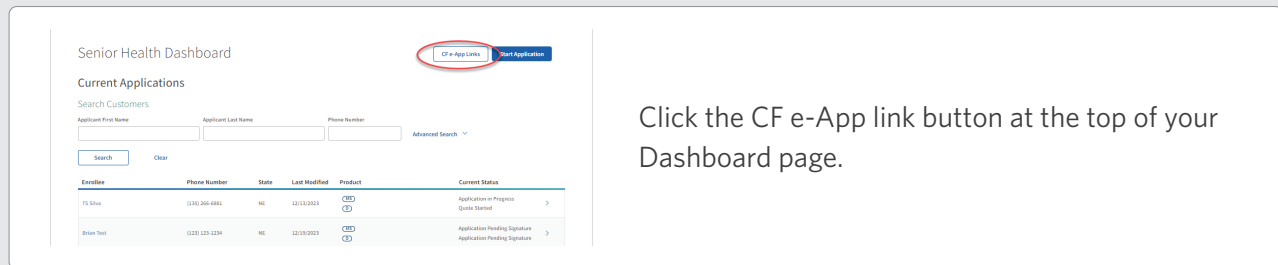 Senior Health Dashboard
CF e-App Links
Start Application
Current Applications
Search Customers
Applicant First Name Applicant Last Name Phone Number
Advanced Search
Search Clear
Enrollee Phone Number State Last Modified Product Current Status
TS Silva (135) 266-6981 NE 12/13/2023 MS Application in Progress
D Quote Started
Brian Test (123) 123-1234 NE 12/19/2023 MS Application Pending Signature
D Application Pending Signature
Click the CF e-App link button at the top of your
Dashboard page.